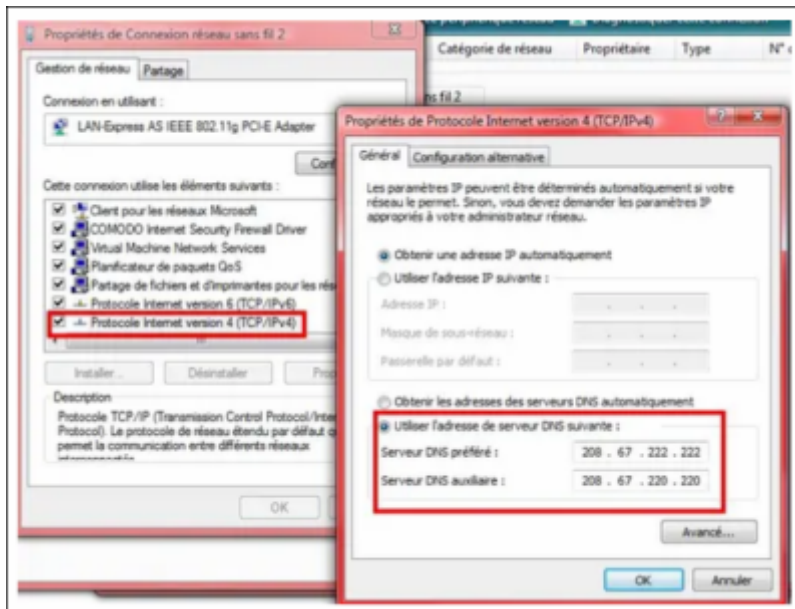 Propriétés de Connexion réseau sans fil 2
Catégorie de réseau
Propriétaire
Type
Gestion de réseau
Partage
ns fil 2
Connexion en utilisant :
LAN-Express AS IEEE 802.11g PCI-E Adapter
Conf
Cette connexion utilise les éléments suivants :
Client pour les réseaux Microsoft
COMODO Internet Security Firewall Driver
Virtual Machine Network Services
Planificateur de paquets QoS
Partage de fichiers et d'imprimantes pour les rés
Protocole Internet version 6 (TCP/IPv6)
Protocole Internet version 4 (TCP/IPv4)
Installer...
Désinstaller
Prop
Description
Protocole TCP/IP (Transmission Control Protocol/Inte
Protocol). Le protocole de réseau étendu par défaut q
permet la communication entre différents réseaux
OK
Propriétés de Protocole Internet version 4 (TCP/IPv4)
Général
Configuration alternative
Les paramètres IP peuvent être déterminés automatiquement si votre
réseau le permet. Sinon, vous devez demander les paramètres IP
appropriés à votre administrateur réseau.
Obtenir une adresse IP automatiquement
Utiliser l'adresse IP suivante :
Adresse IP :
Masque de sous-réseau :
Passerelle par défaut :
Obtenir les adresses des serveurs DNS automatiquement
Utiliser l'adresse de serveur DNS suivante :
Serveur DNS préféré : 208 . 67 . 222 . 222
Serveur DNS auxiliaire : 208 . 67 . 220 . 220
Avancé...
OK
Annuler